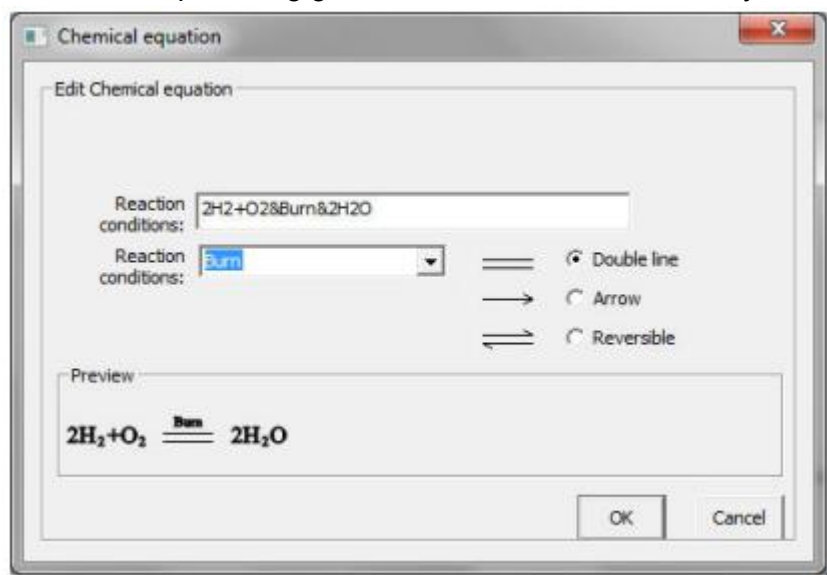 Chemical equation
Edit Chemical equation
Reaction conditions: 2H2+O2&Burn&2H2O
Reaction conditions: Burn
Double line
Arrow
Reversible
Preview
2H₂+O₂ Burn 2H₂O
OK Cancel